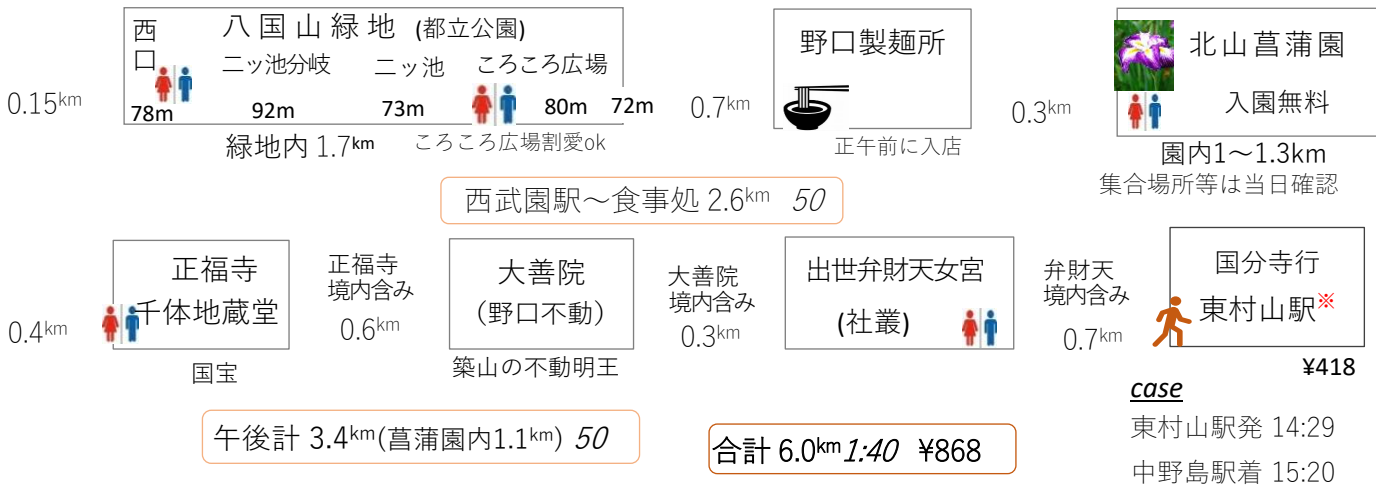 0.15km
西口
八国山緑地 (都立公園)
二ッ池分岐 二ッ池 ころころ広場
78m 92m 73m 80m 72m
緑地内 1.7km ころころ広場割愛ok
0.7km
野口製麺所
正午前に入店
0.3km
北山菖蒲園
入園無料
園内1～1.3km
集合場所等は当日確認
西武園駅～食事処 2.6km 50
0.4km
正福寺
千体地蔵堂
国宝
正福寺
境内含み
0.6km
大善院
(野口不動)
築山の不動明王
大善院
境内含み
0.3km
出世弁財天女宮
(社叢)
弁財天
境内含み
0.7km
国分寺行
東村山駅※
¥418
午後計 3.4km(菖蒲園内1.1km) 50
合計 6.0km 1:40 ¥868
case
東村山駅発 14:29
中野島駅着 15:20